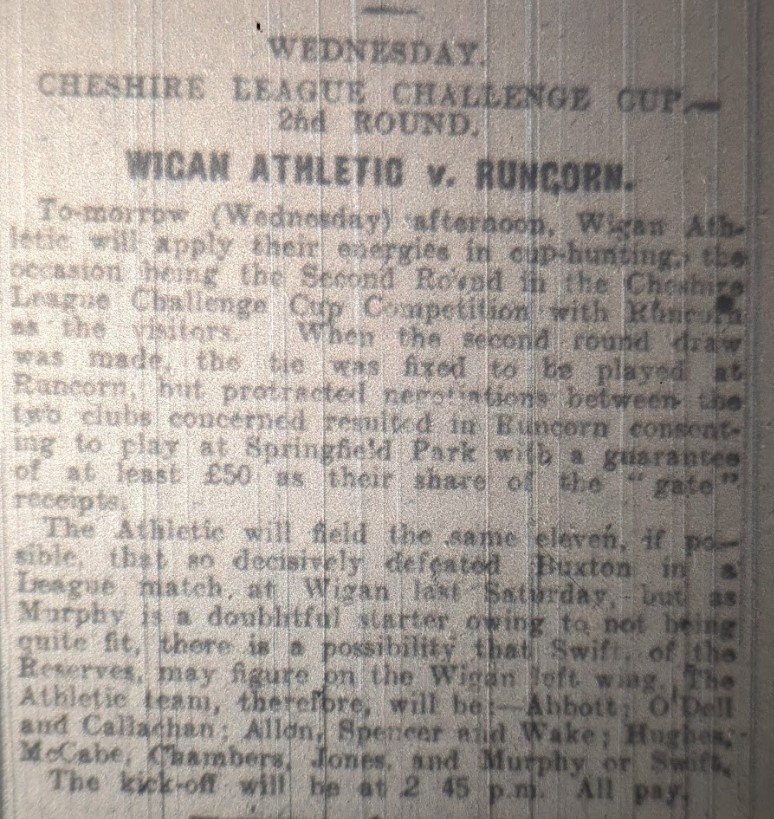 WEDNESDAY.
CHESHIRE LEAGUE CHALLENGE CUP.—
2nd ROUND.
WIGAN ATHLETIC v. RUNCORN.
To-morrow (Wednesday) afternoon, Wigan Ath-
letic will apply their energies in cup-hunting, the
occasion being the Second Round in the Cheshire
League Challenge Cup Competition with Runcorn
as the visitors. When the second round draw
was made, the tie was fixed to be played at
Runcorn, but protracted negotiations between the
two clubs concerned resulted in Runcorn consent-
ing to play at Springfield Park with a guarantee
of at least £50 as their share of the "gate"
receipts.
The Athletic will field the same eleven, if pos-
sible, that so decisively defeated Buxton in a
League match, at Wigan last Saturday, but as
Murphy is a doubhtful starter owing to not being
quite fit, there is a possibility that Swift, of the
Reserves, may figure on the Wigan left wing. The
Athletic team, therefore, will be:—Abbott; O'Dell
and Callachan; Allon, Spencer and Wake; Hughes,
McCabe, Chambers, Jones, and Murphy or Swift.
The kick-off will be at 2 45 p.m. All pay.